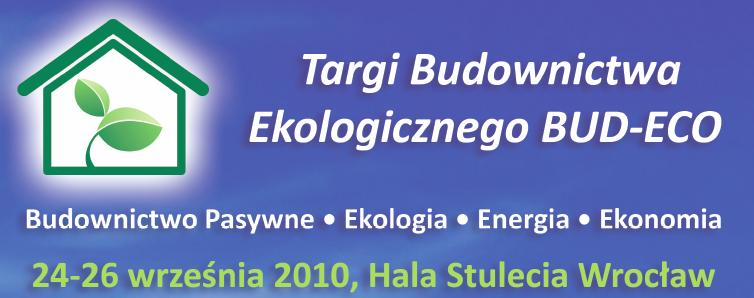 Targi Budownictwa
Ekologicznego BUD-ECO
Budownictwo Pasywne • Ekologia • Energia • Ekonomia
24-26 września 2010, Hala Stulecia Wrocław